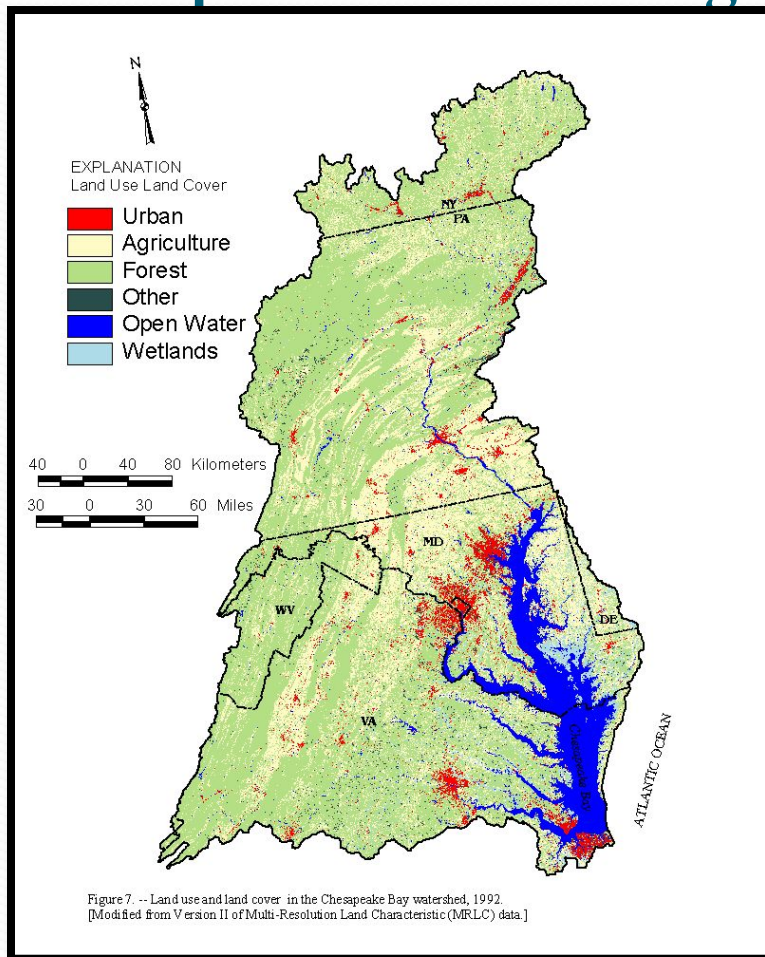 N
EXPLANATION
Land Use Land Cover
Urban
Agriculture
Forest
Other
Open Water
Wetlands
40 0 40 80 Kilometers
30 0 30 60 Miles
NY
PA
MD
WV
DE
VA
Chesapeake Bay
ATLANTIC OCEAN
Figure 7. -- Land use and land cover in the Chesapeake Bay watershed, 1992.
[Modified from Version II of Multi-Resolution Land Characteristic (MRLC) data.]